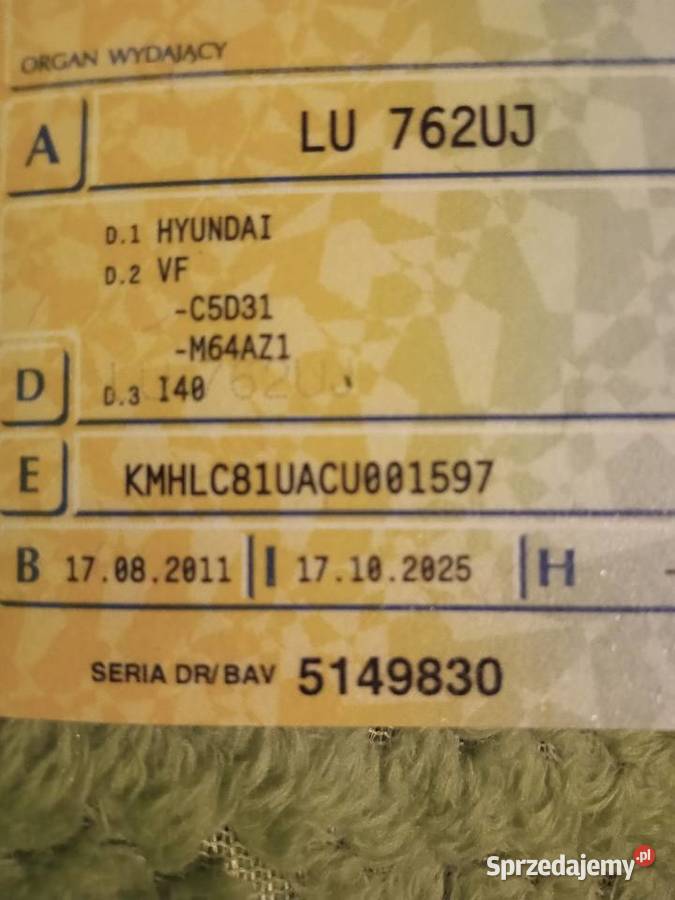 ORGAN WYDAJĄCY
A LU 762UJ
D.1 HYUNDAI
D.2 VF
-C5D31
-M64AZ1
D D.3 I40
E KMHLC81UACU001597
B 17.08.2011 I 17.10.2025 H -
SERIA DR/BAV 5149830
Sprzedajemy.pl